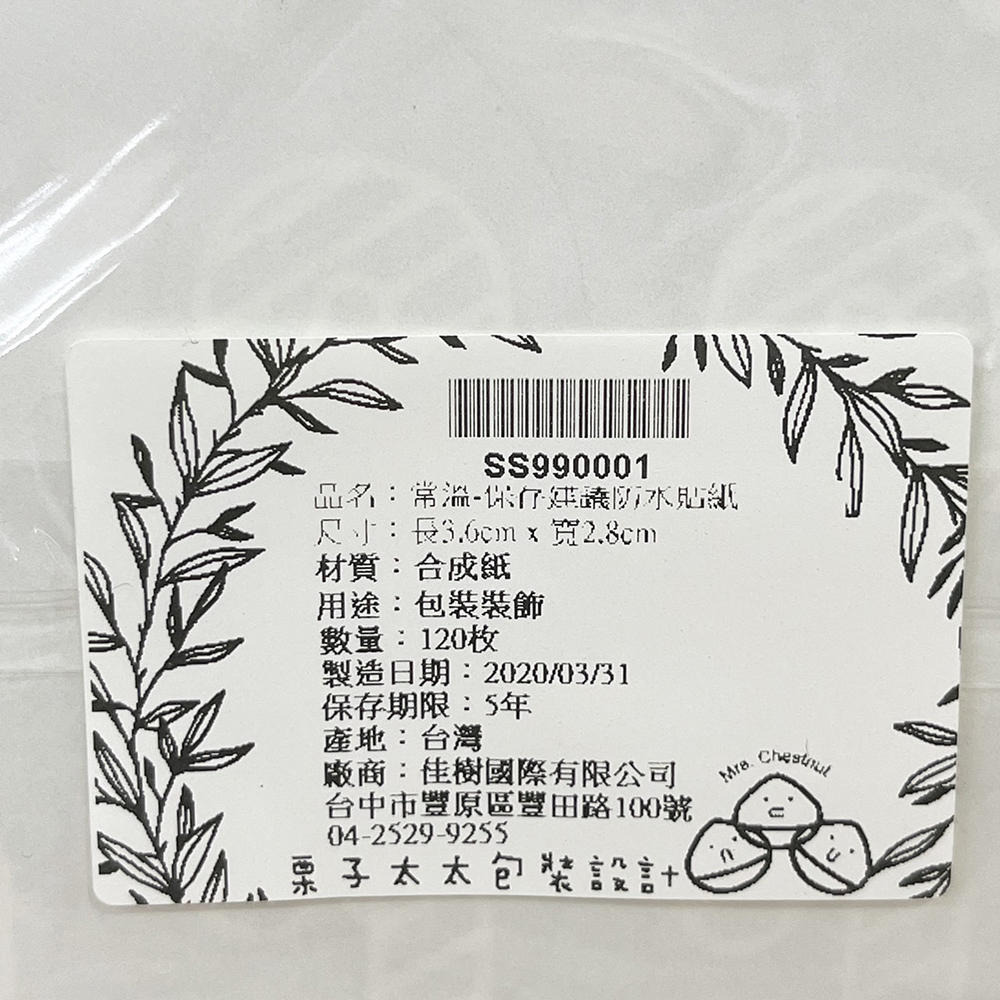 SS990001
品名：常溫-保存建議防水貼紙
尺寸：長3.6cm x 寬2.8cm
材質：合成紙
用途：包裝裝飾
數量：120枚
製造日期：2020/03/31
保存期限：5年
產地：台灣
廠商：佳樹國際有限公司
台中市豐原區豐田路100號
04-2529-9255
栗子太太包裝設計
Mrs. Chestnut